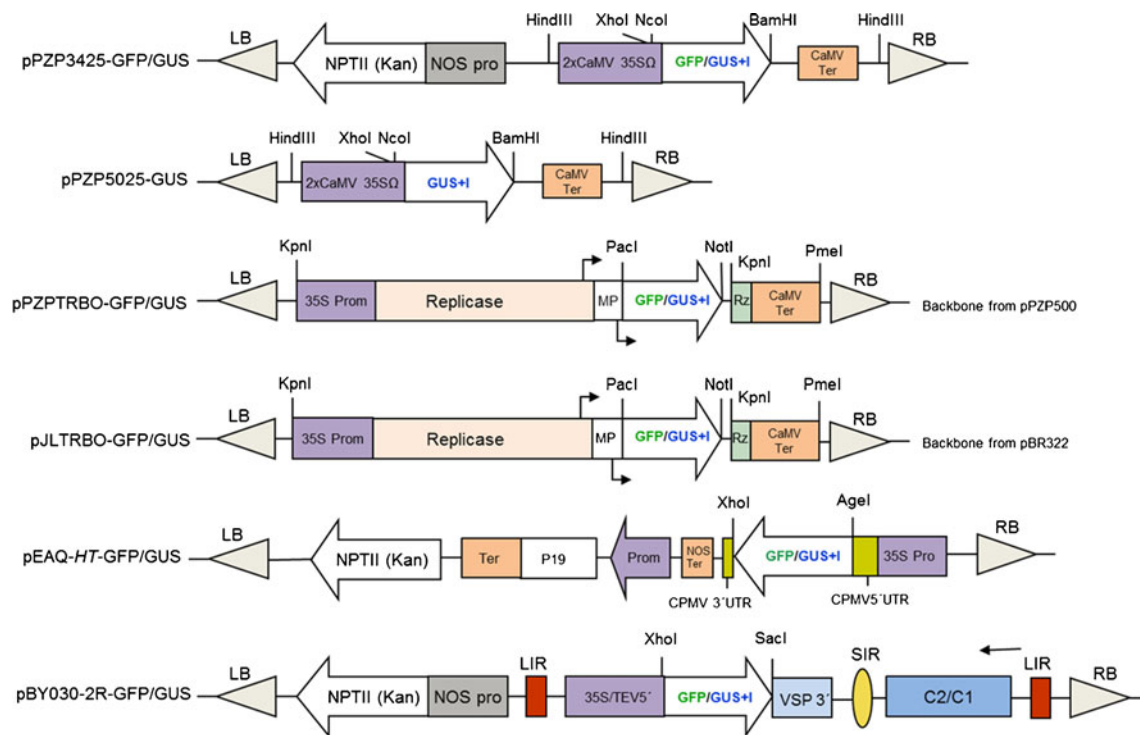 HindIII XhoI NcoI BamHI HindIII
LB RB
pPZP3425-GFP/GUS NPTII (Kan) NOS pro 2xCaMV 35SΩ GFP/GUS+I CaMV Ter
HindIII XhoI NcoI BamHI HindIII
LB RB
pPZP5025-GUS 2xCaMV 35SΩ GUS+I CaMV Ter
KpnI PacI NotI KpnI PmeI
LB RB
pPZPTRBO-GFP/GUS 35S Prom Replicase MP GFP/GUS+I Rz CaMV Ter Backbone from pPZP500
KpnI PacI NotI KpnI PmeI
LB RB
pJLTRBO-GFP/GUS 35S Prom Replicase MP GFP/GUS+I Rz CaMV Ter Backbone from pBR322
XhoI AgeI
LB RB
pEAQ-HT-GFP/GUS NPTII (Kan) Ter P19 Prom NOS Ter GFP/GUS+I 35S Pro
CPMV 3´UTR CPMV5´UTR
XhoI SacI
LB LIR SIR LIR RB
pBY030-2R-GFP/GUS NPTII (Kan) NOS pro 35S/TEV5´ GFP/GUS+I VSP 3´ C2/C1